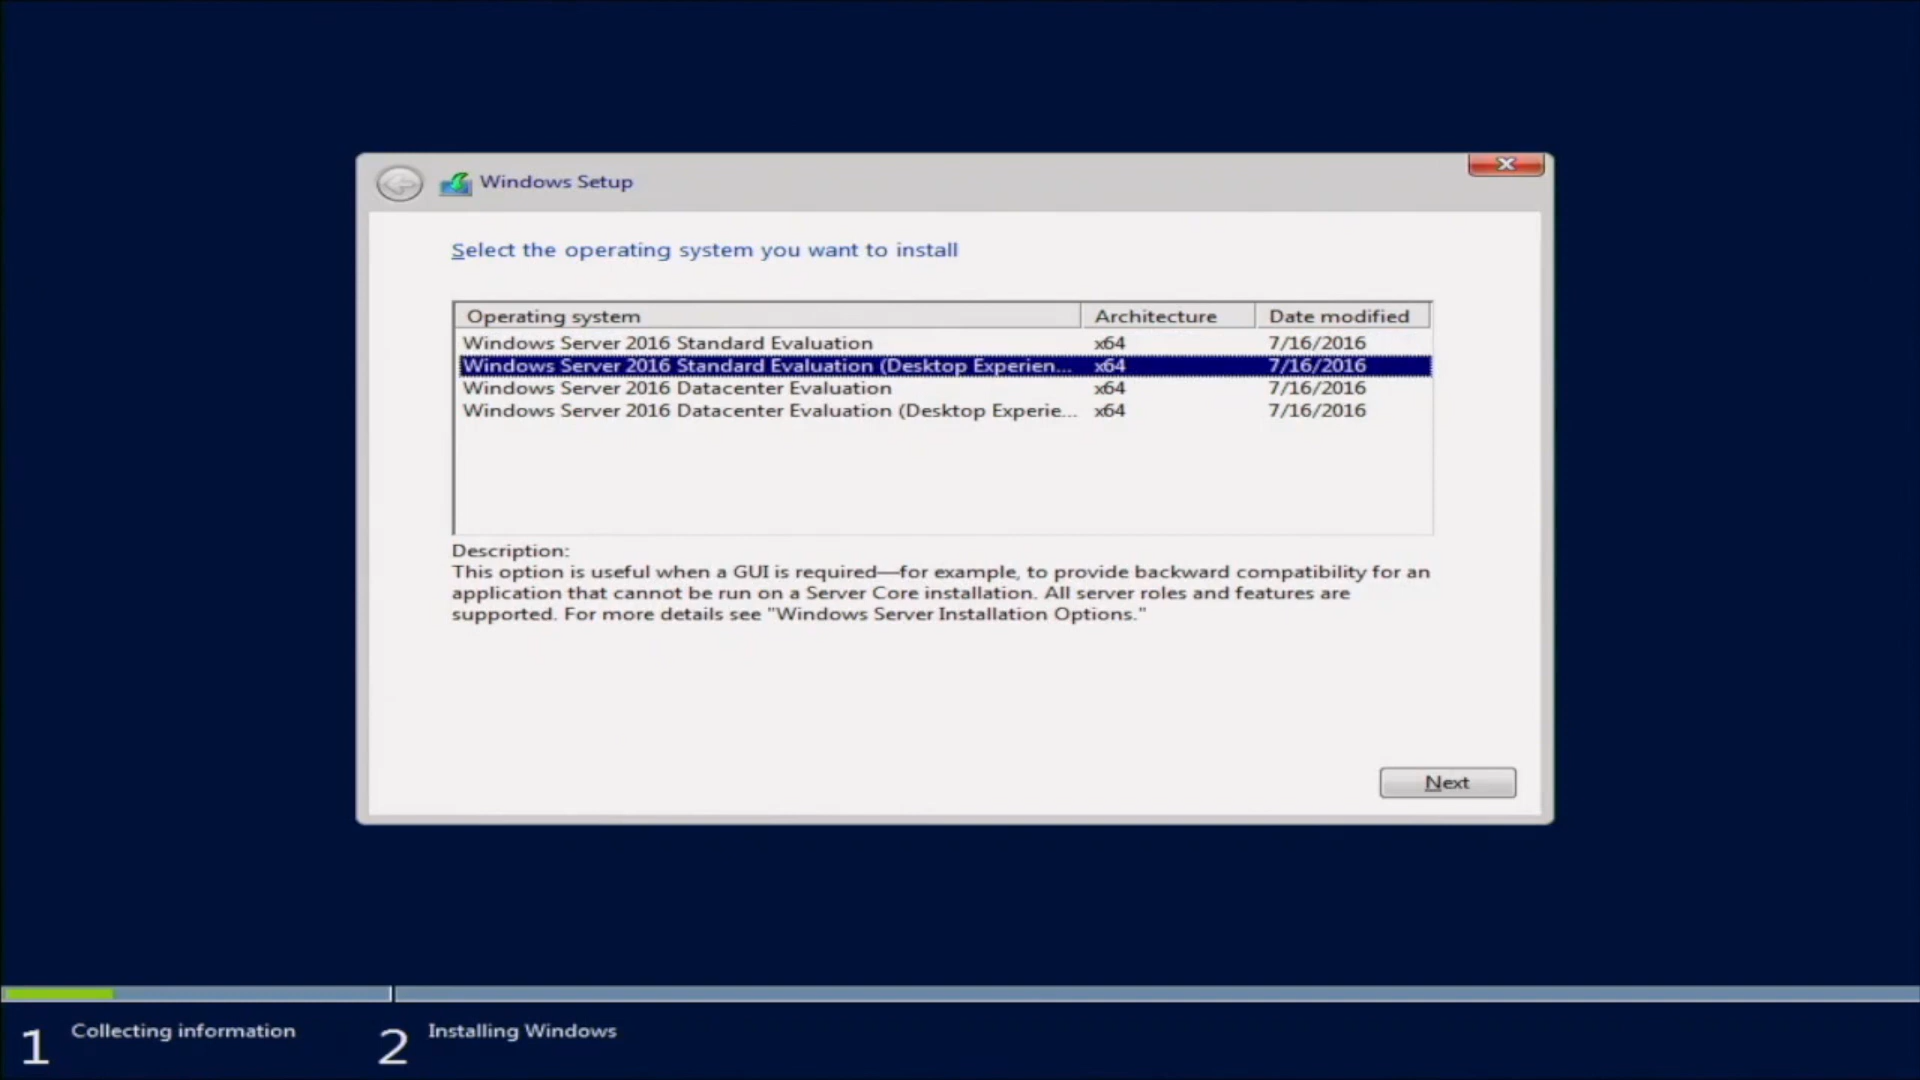 Windows Setup
Select the operating system you want to install
Operating system Architecture Date modified
Windows Server 2016 Standard Evaluation x64 7/16/2016
Windows Server 2016 Standard Evaluation (Desktop Experien... x64 7/16/2016
Windows Server 2016 Datacenter Evaluation x64 7/16/2016
Windows Server 2016 Datacenter Evaluation (Desktop Experie... x64 7/16/2016
Description:
This option is useful when a GUI is required—for example, to provide backward compatibility for an
application that cannot be run on a Server Core installation. All server roles and features are
supported. For more details see "Windows Server Installation Options."
Next
1 Collecting information 2 Installing Windows